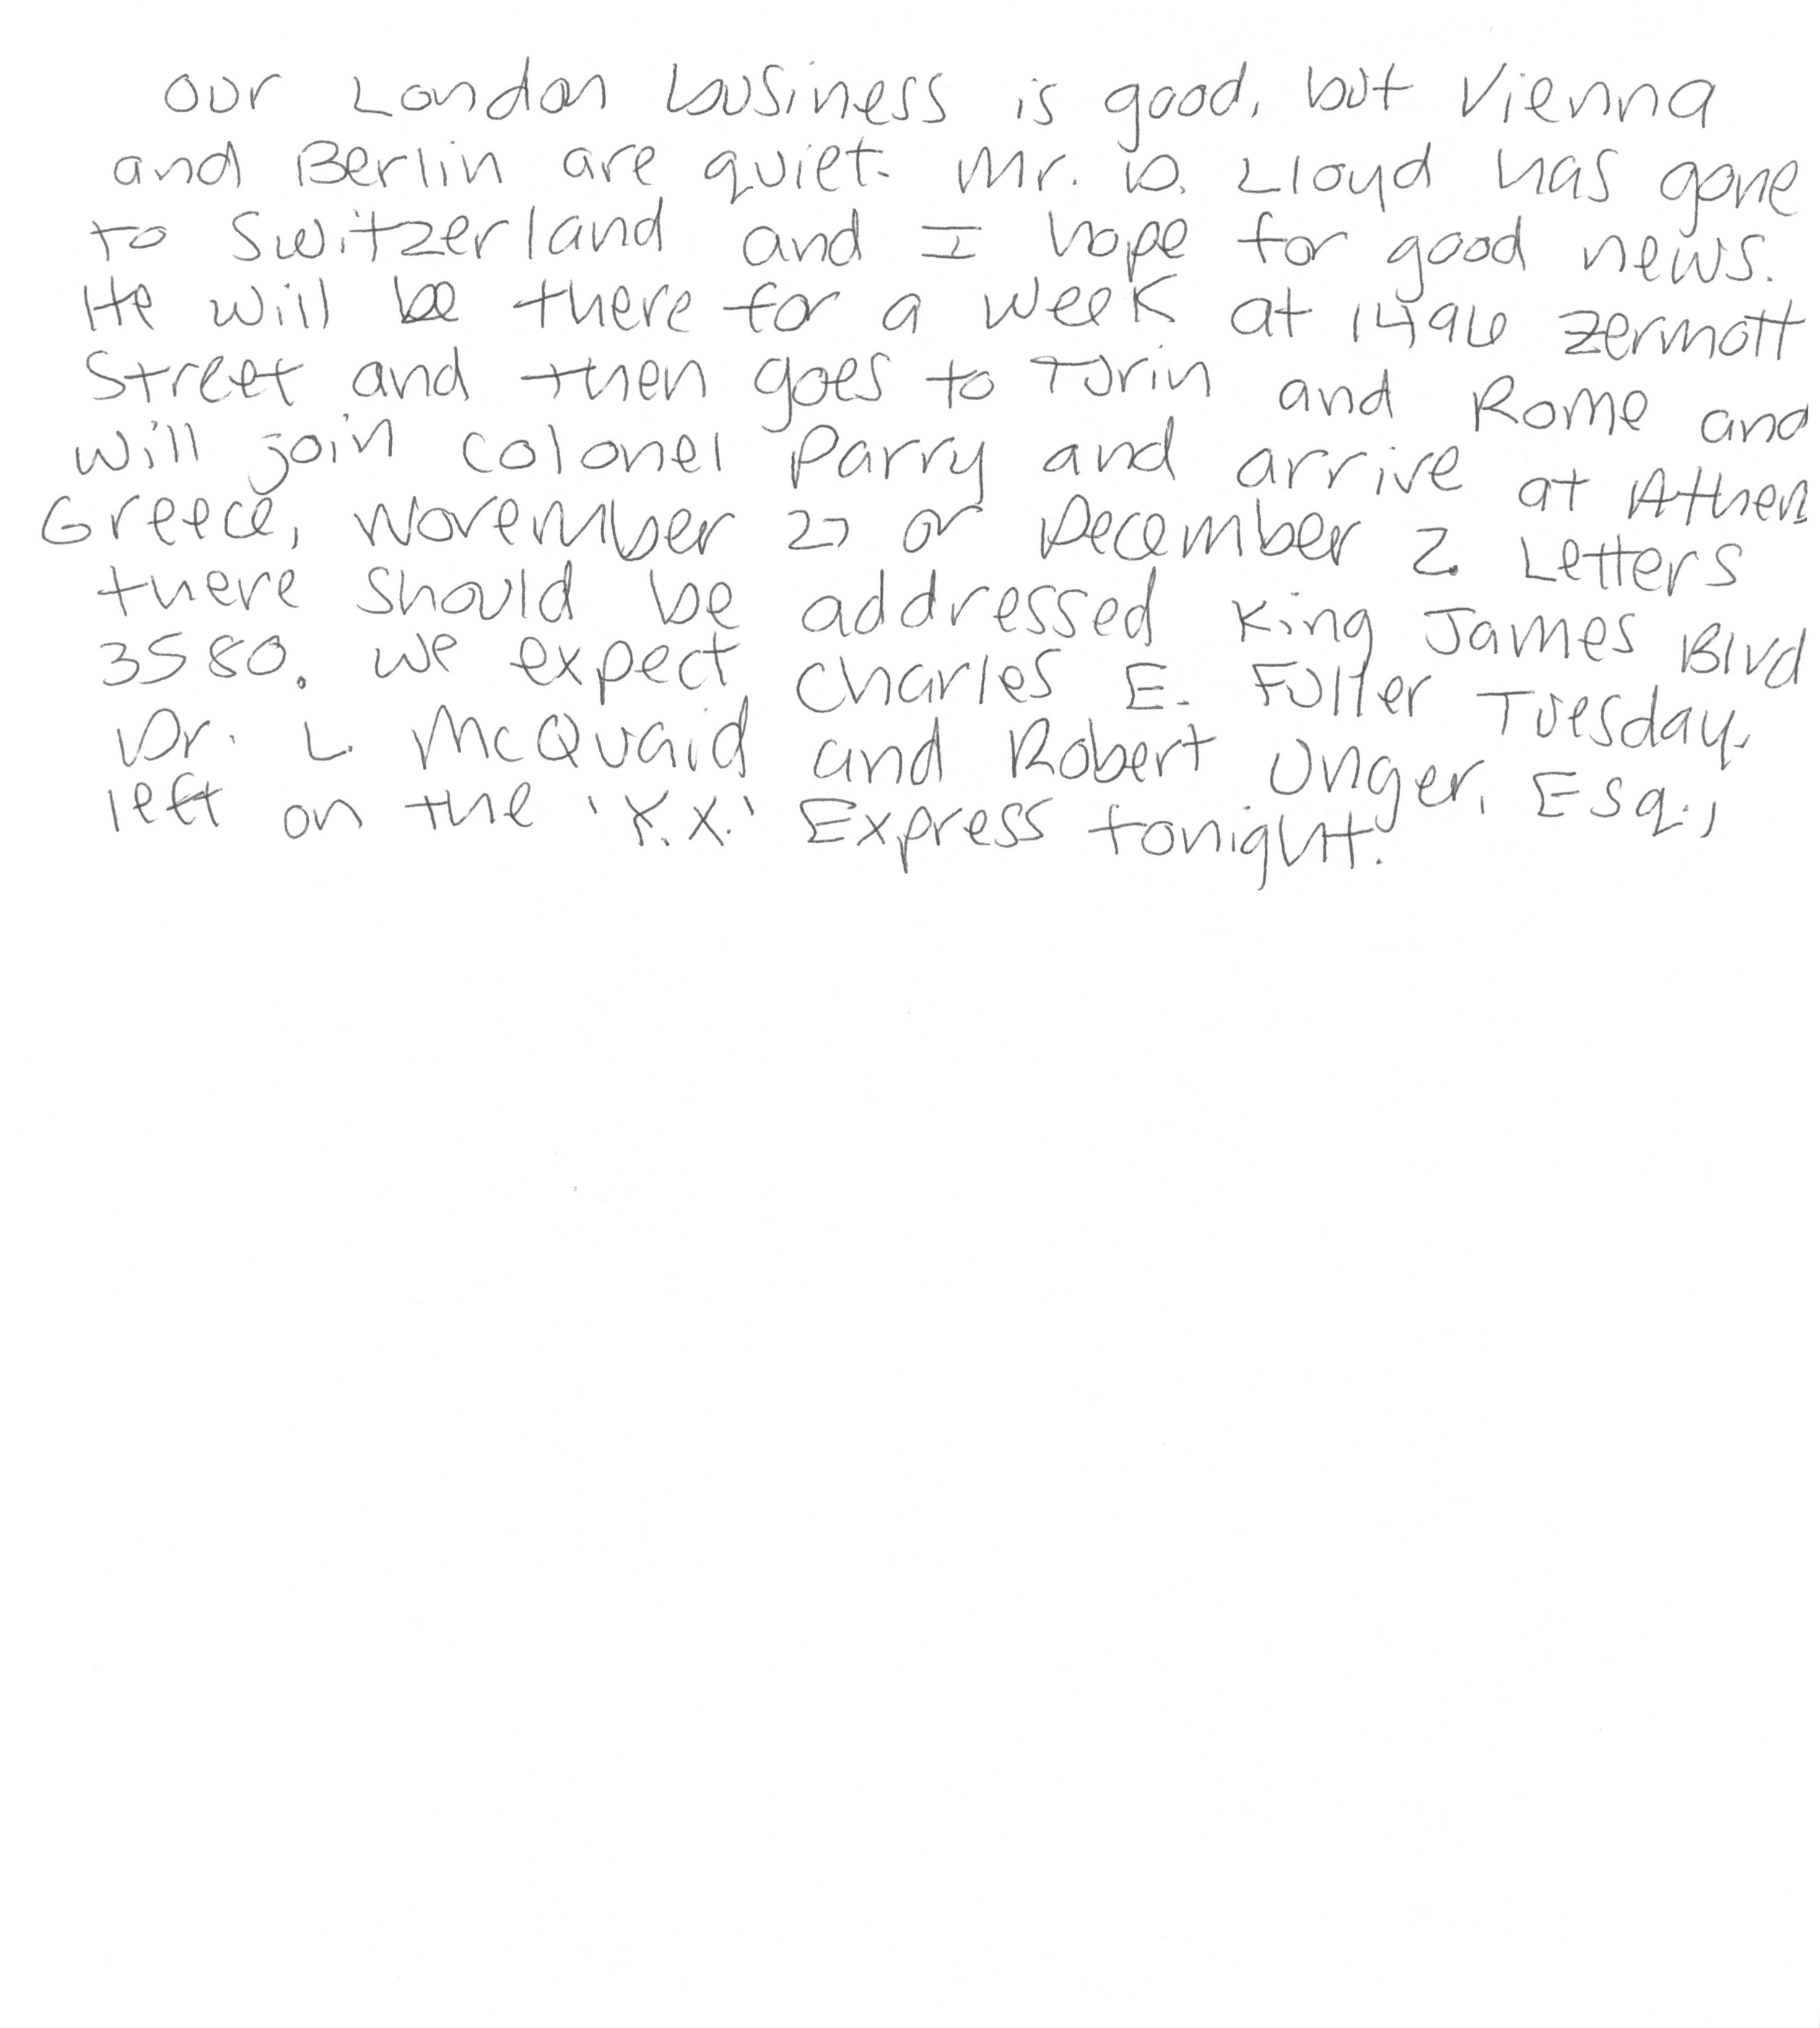 Our London business is good, but Vienna
and Berlin are quiet. Mr. D. Lloyd has gone
to Switzerland and I hope for good news.
He will be there for a week at 1496 Zermott
Street and then goes to Turin and Rome and
will join Colonel Parry and arrive at Athen
Greece, November 27 or December 2. Letters
there should be addressed King James Blvd
3580. We expect Charles E. Fuller Tuesday.
Dr. L. McQuaid and Robert Unger, Esq.,
left on the 'Y.X.' Express tonight.